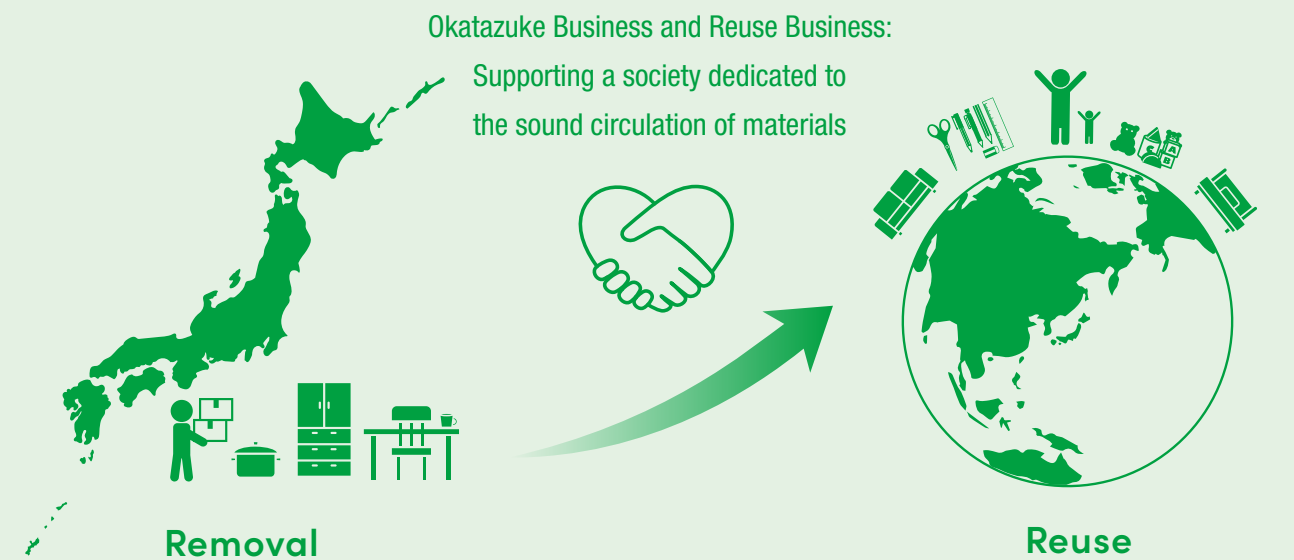 Okatazuke Business and Reuse Business:
Supporting a society dedicated to
the sound circulation of materials
A
B
C
Removal
Reuse